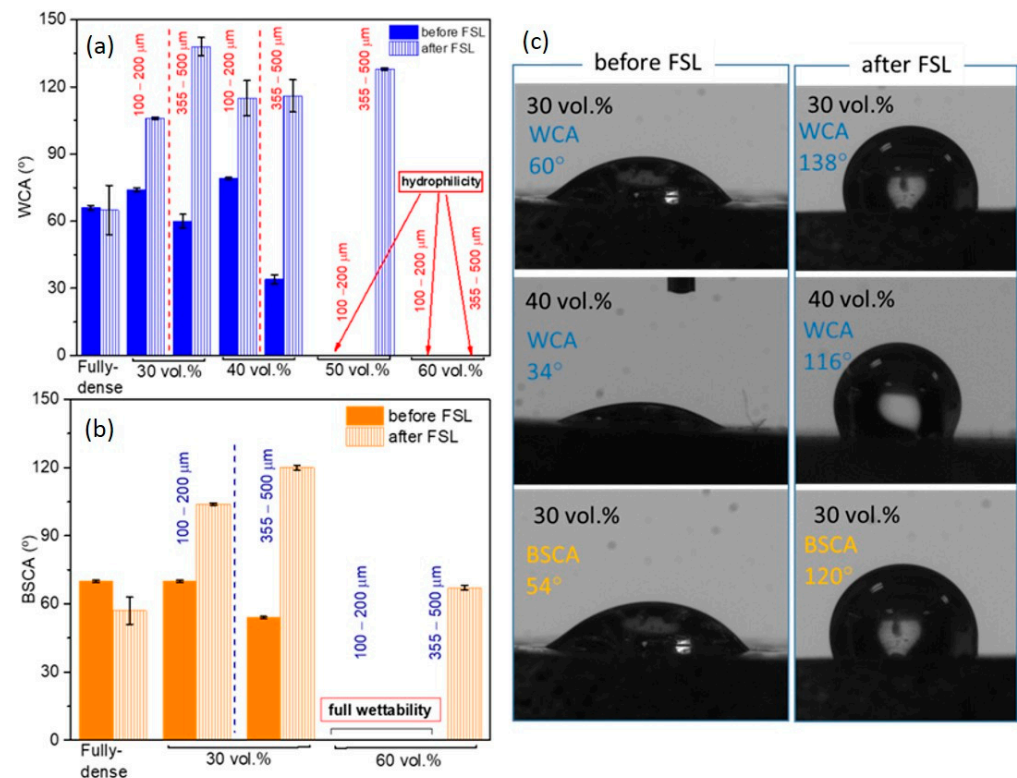 (a)
before FSL
after FSL
150
120
90
60
30
0
WCA (°)
100 – 200 µm
355 – 500 µm
100 – 200 µm
355 – 500 µm
355 – 500 µm
hydrophilicity
100 –200 µm
100 – 200 µm
355 – 500 µm
Fully-
dense
30 vol.%
40 vol.%
50 vol.%
60 vol.%
(b)
before FSL
after FSL
150
120
90
60
30
0
BSCA (°)
100 – 200 µm
355 – 500 µm
100 – 200 µm
355 – 500 µm
full wettability
Fully-
dense
30 vol.%
60 vol.%
(c)
before FSL
after FSL
30 vol.%
WCA
60°
30 vol.%
WCA
138°
40 vol.%
WCA
34°
40 vol.%
WCA
116°
30 vol.%
BSCA
54°
30 vol.%
BSCA
120°